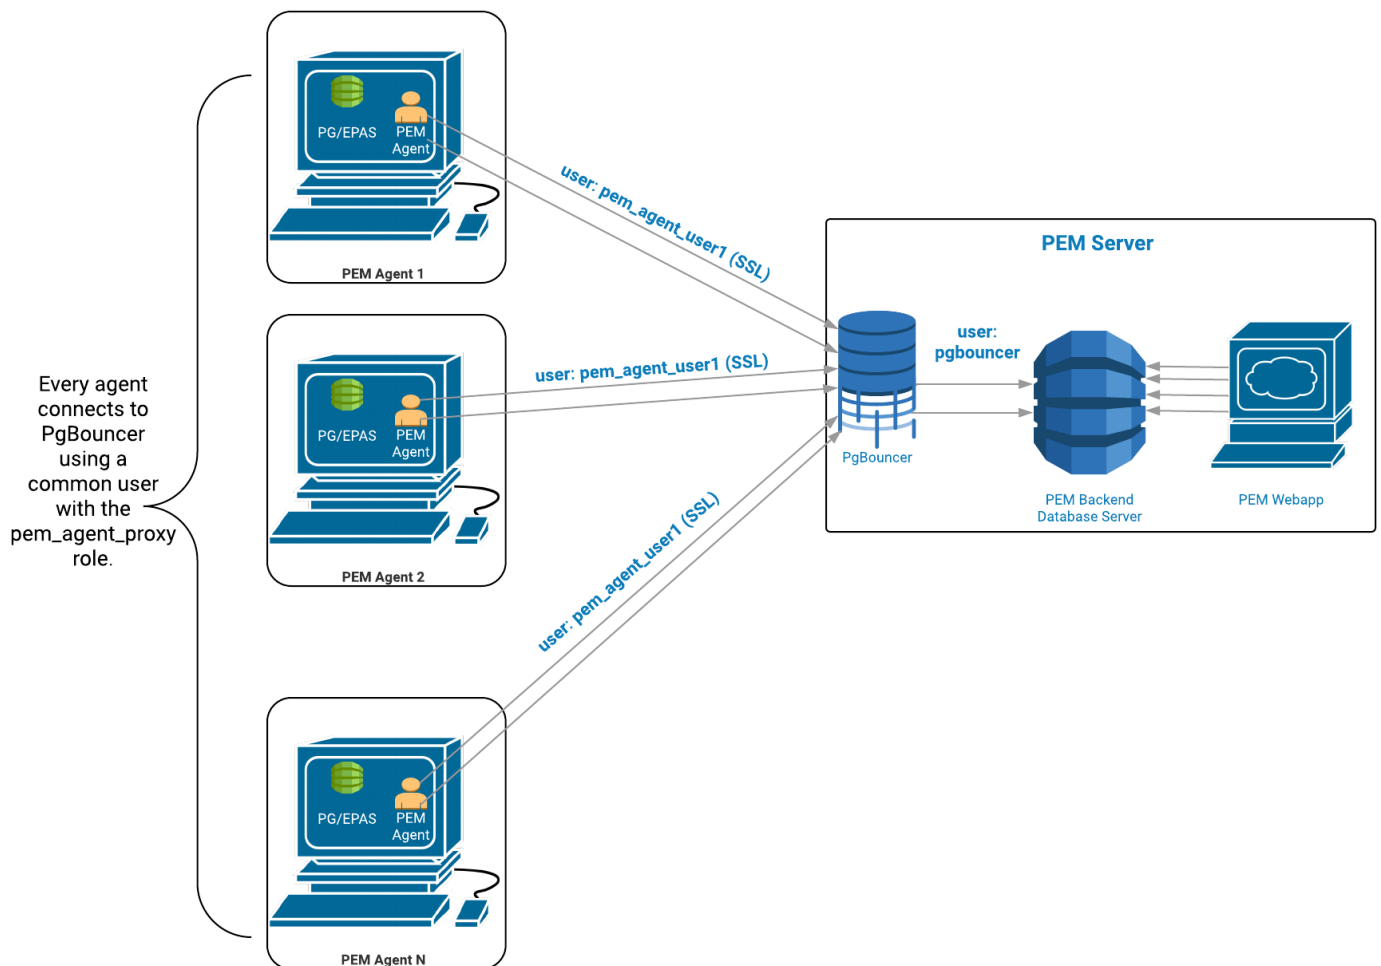 Every agent
connects to
PgBouncer
using a
common user
with the
pem_agent_proxy
role.
PG/EPAS
PEM
Agent
PEM Agent 1
PG/EPAS
PEM
Agent
PEM Agent 2
PG/EPAS
PEM
Agent
PEM Agent N
user: pem_agent_user1 (SSL)
user: pem_agent_user1 (SSL)
user: pem_agent_user1 (SSL)
PEM Server
PgBouncer
user:
pgbouncer
PEM Backend
Database Server
PEM Webapp